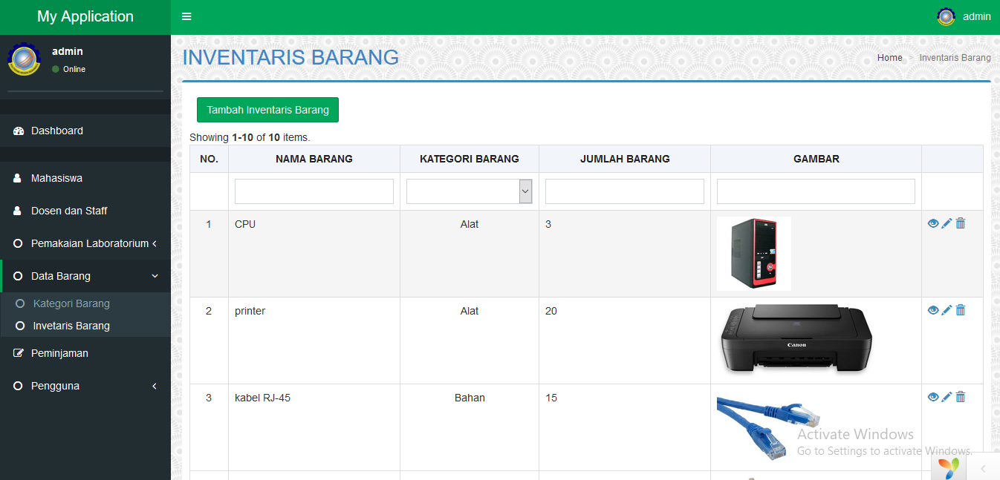 My Application
admin
admin
Online
INVENTARIS BARANG
Home > Inventaris Barang
Dashboard
Mahasiswa
Dosen dan Staff
Pemakaian Laboratorium
Data Barang
Kategori Barang
Invetaris Barang
Peminjaman
Pengguna
Tambah Inventaris Barang
Showing 1-10 of 10 items.
NO. NAMA BARANG KATEGORI BARANG JUMLAH BARANG GAMBAR
1 CPU Alat 3
2 printer Alat 20
Canon
3 kabel RJ-45 Bahan 15
Activate Windows
Go to Settings to activate Windows.